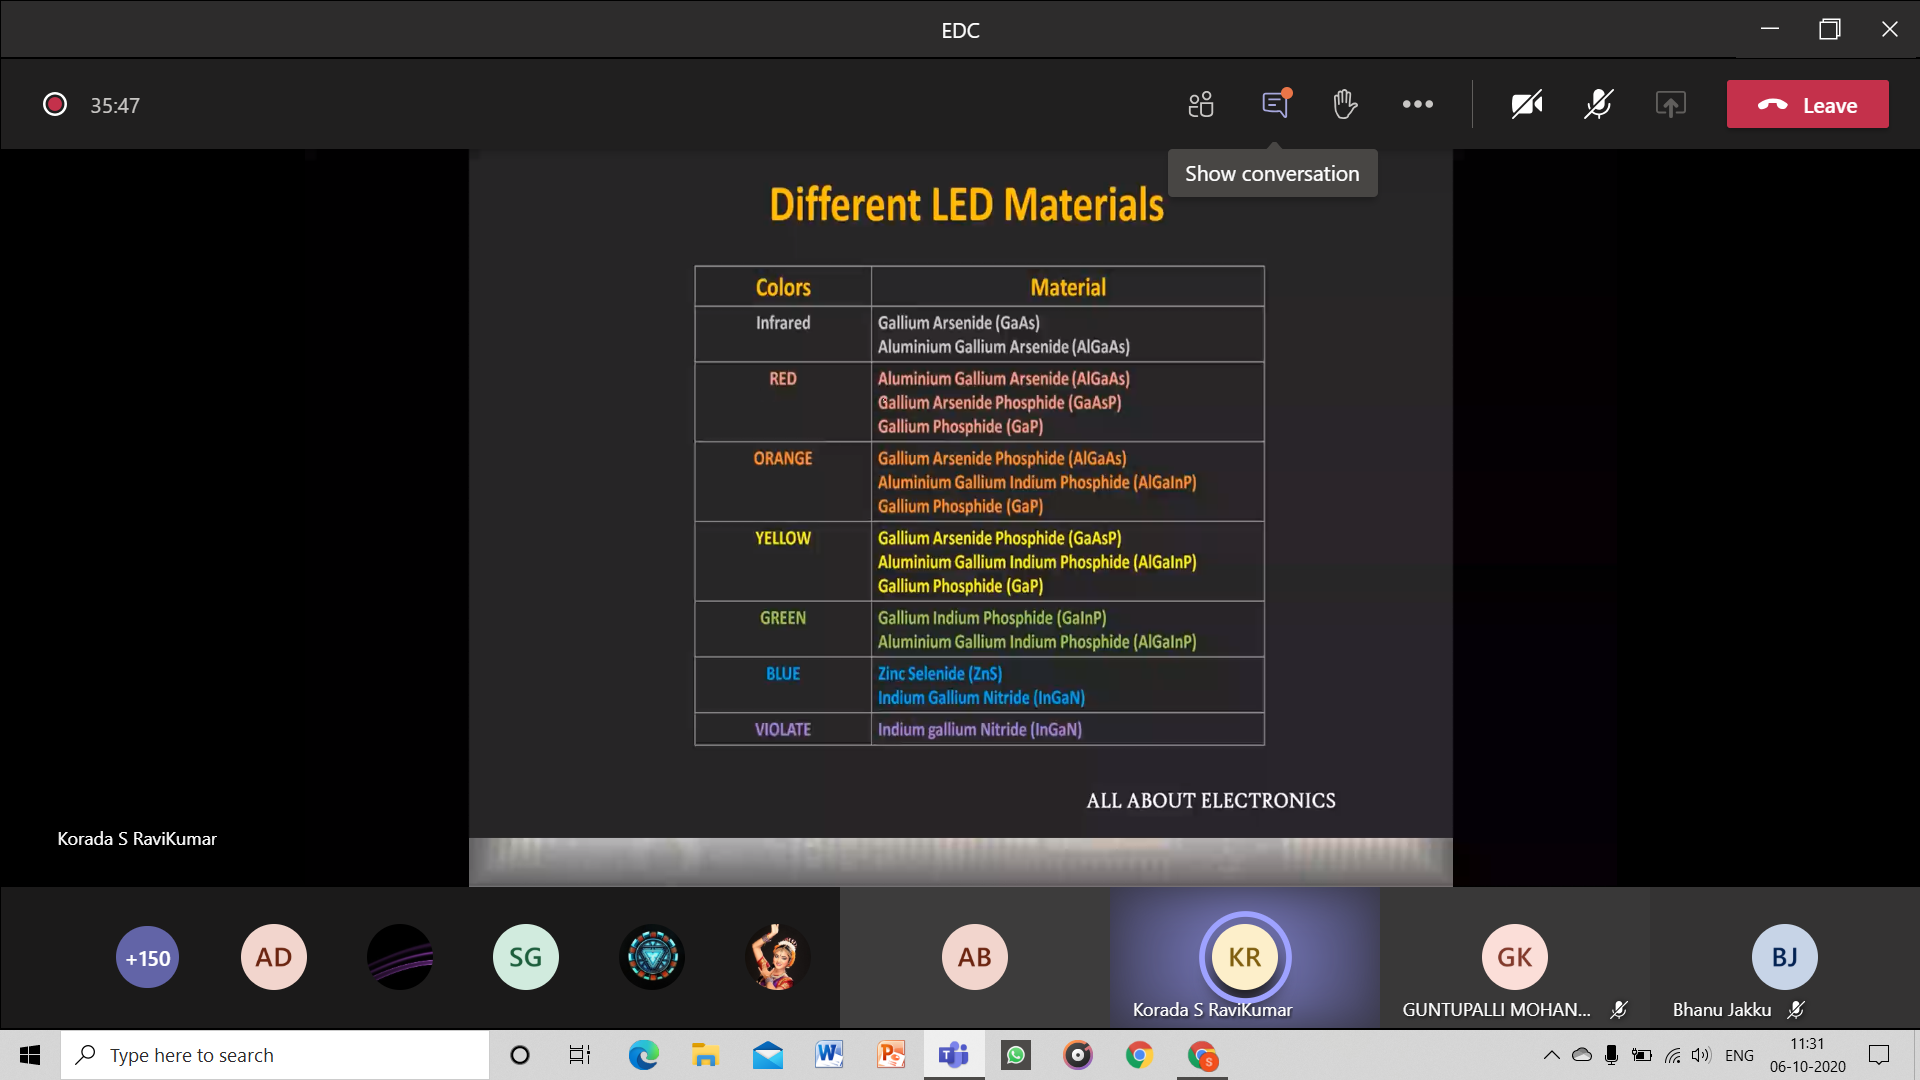 EDC
35:47
Leave
Show conversation
Different LED Materials
Colors Material
Infrared Gallium Arsenide (GaAs)
Aluminium Gallium Arsenide (AlGaAs)
RED Aluminium Gallium Arsenide (AlGaAs)
Gallium Arsenide Phosphide (GaAsP)
Gallium Phosphide (GaP)
ORANGE Gallium Arsenide Phosphide (AlGaAs)
Aluminium Gallium Indium Phosphide (AlGaInP)
Gallium Phosphide (GaP)
YELLOW Gallium Arsenide Phosphide (GaAsP)
Aluminium Gallium Indium Phosphide (AlGaInP)
Gallium Phosphide (GaP)
GREEN Gallium Indium Phosphide (GaInP)
Aluminium Gallium Indium Phosphide (AlGaInP)
BLUE Zinc Selenide (ZnS)
Indium Gallium Nitride (InGaN)
VIOLATE Indium gallium Nitride (InGaN)
ALL ABOUT ELECTRONICS
Korada S RaviKumar
+150 AD SG AB KR GK BJ
Korada S RaviKumar GUNTUPALLI MOHAN... Bhanu Jakku
Type here to search
ENG
11:31
06-10-2020